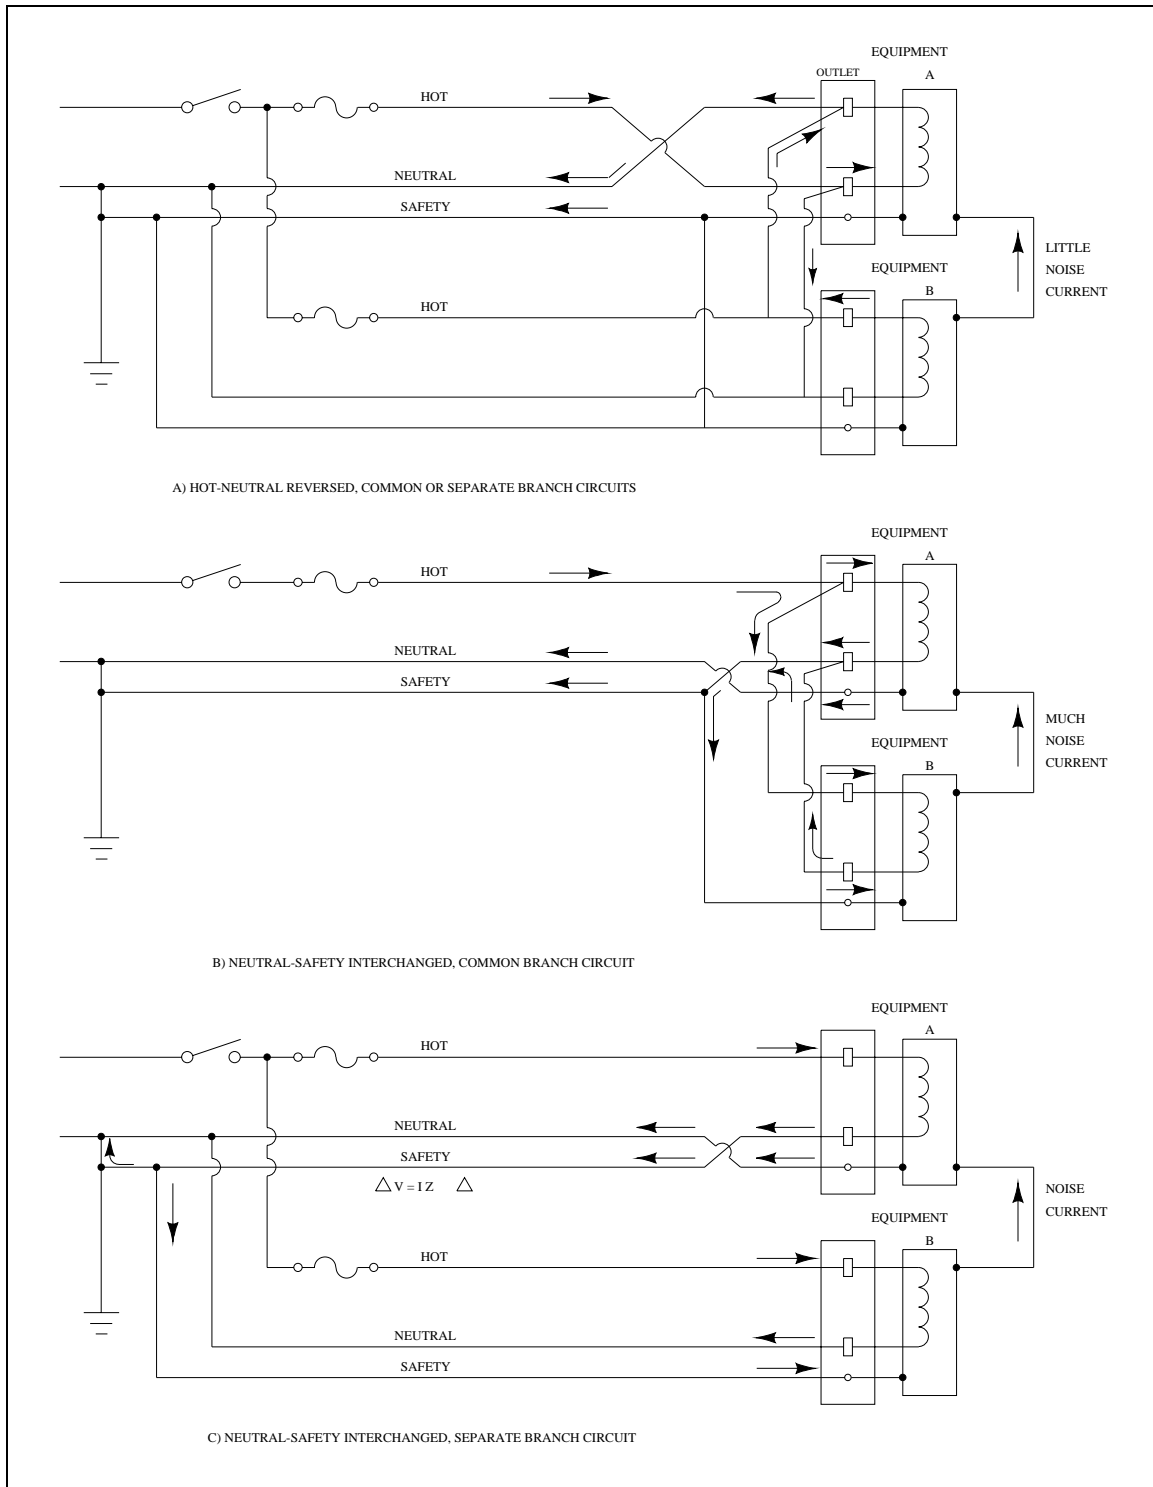 EQUIPMENT
OUTLET
A
HOT
NEUTRAL
SAFETY
LITTLE
NOISE
CURRENT
EQUIPMENT
B
HOT
A) HOT-NEUTRAL REVERSED, COMMON OR SEPARATE BRANCH CIRCUITS
EQUIPMENT
A
HOT
NEUTRAL
SAFETY
MUCH
NOISE
CURRENT
EQUIPMENT
B
B) NEUTRAL-SAFETY INTERCHANGED, COMMON BRANCH CIRCUIT
EQUIPMENT
A
HOT
NEUTRAL
SAFETY
△ V = I Z △
NOISE
CURRENT
EQUIPMENT
B
HOT
NEUTRAL
SAFETY
C) NEUTRAL-SAFETY INTERCHANGED, SEPARATE BRANCH CIRCUIT